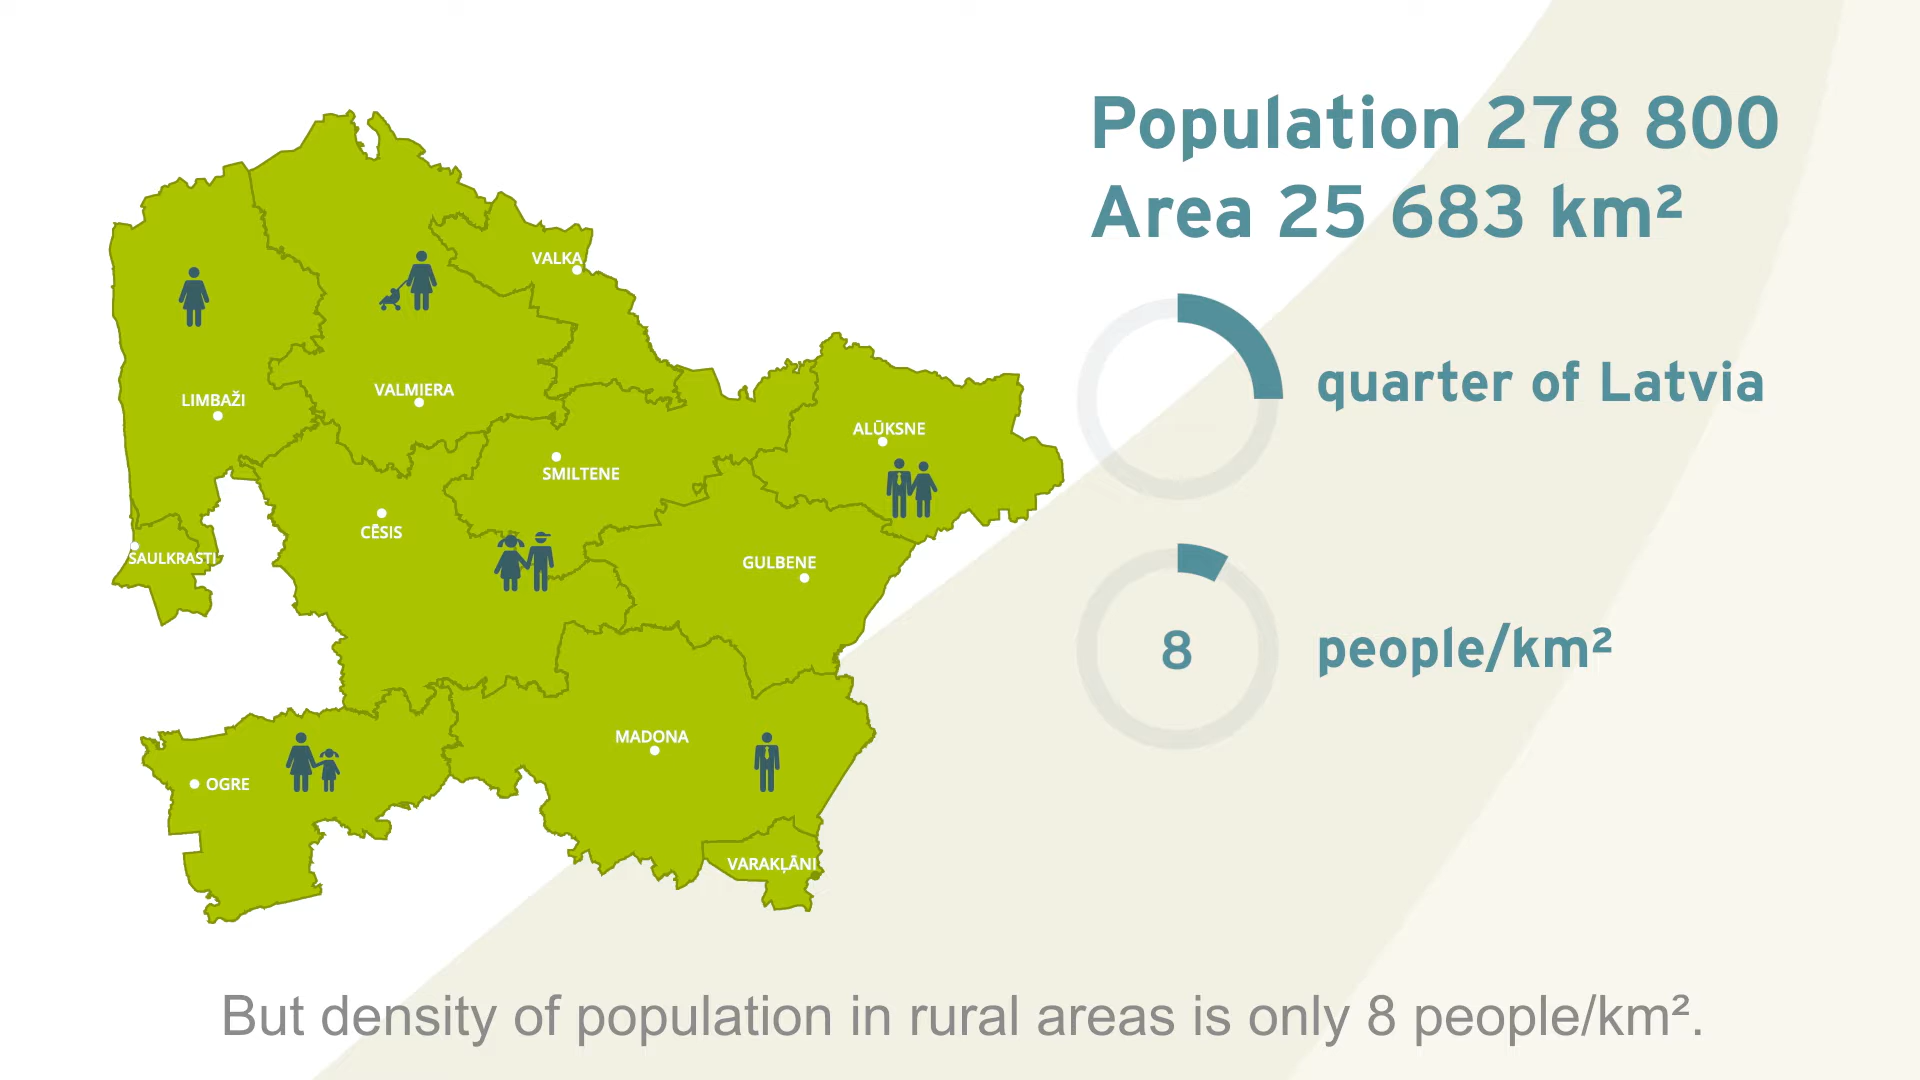 Population 278 800
Area 25 683 km²
quarter of Latvia
8 people/km²
VALKA
VALMIERA
LIMBAŽI
ALŪKSNE
SMILTENE
CĒSIS
SAULKRASTI
GULBENE
MADONA
OGRE
VARAKĻĀNI
But density of population in rural areas is only 8 people/km².